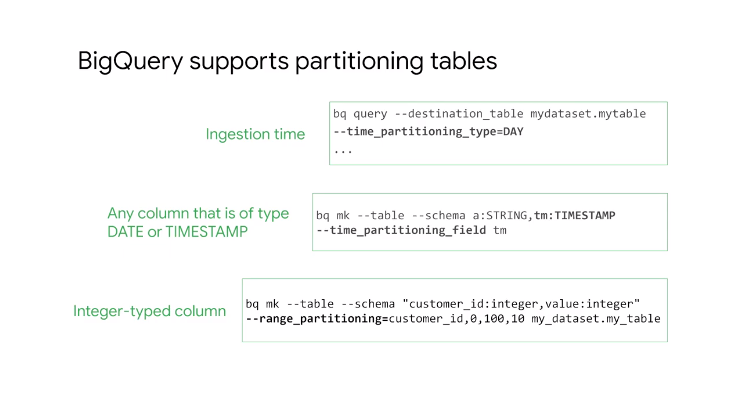 BigQuery supports partitioning tables
Ingestion time
bq query --destination_table mydataset.mytable
--time_partitioning_type=DAY
...
Any column that is of type
DATE or TIMESTAMP
bq mk --table --schema a:STRING,tm:TIMESTAMP
--time_partitioning_field tm
Integer-typed column
bq mk --table --schema "customer_id:integer,value:integer"
--range_partitioning=customer_id,0,100,10 my_dataset.my_table